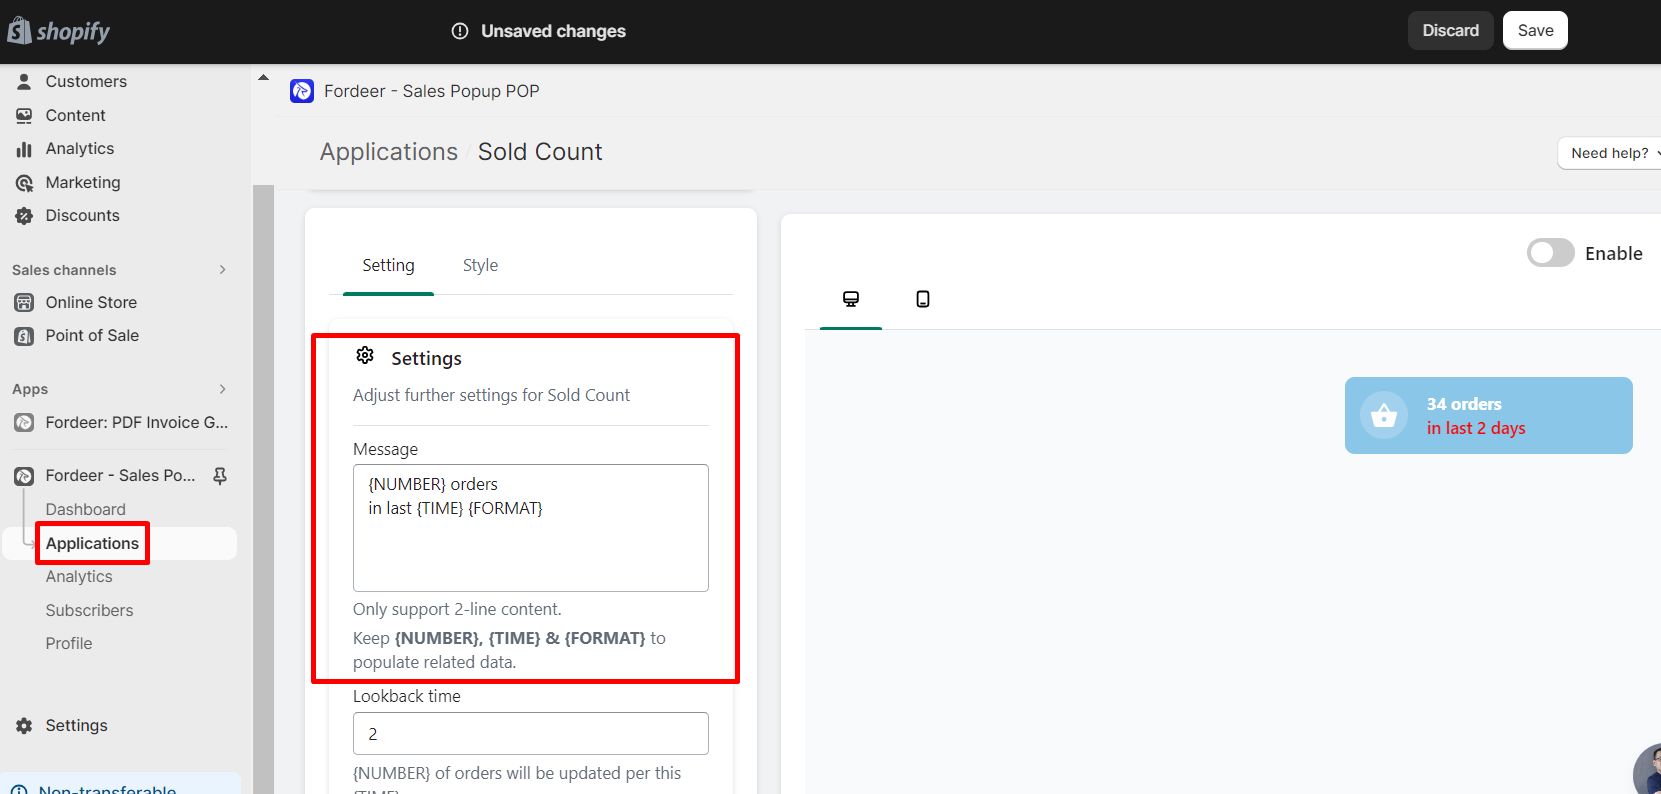 shopify
Unsaved changes
Discard
Save
Customers
Content
Analytics
Marketing
Discounts
Sales channels
Online Store
Point of Sale
Apps
Fordeer: PDF Invoice G...
Fordeer - Sales Po...
Dashboard
Applications
Analytics
Subscribers
Profile
Settings
Non-transferable
Fordeer - Sales Popup POP
Applications / Sold Count
Need help?
Setting
Style
Settings
Adjust further settings for Sold Count
Message
{NUMBER} orders
in last {TIME} {FORMAT}
Only support 2-line content.
Keep {NUMBER}, {TIME} & {FORMAT} to
populate related data.
Lookback time
2
{NUMBER} of orders will be updated per this
{TIME}
Enable
34 orders
in last 2 days